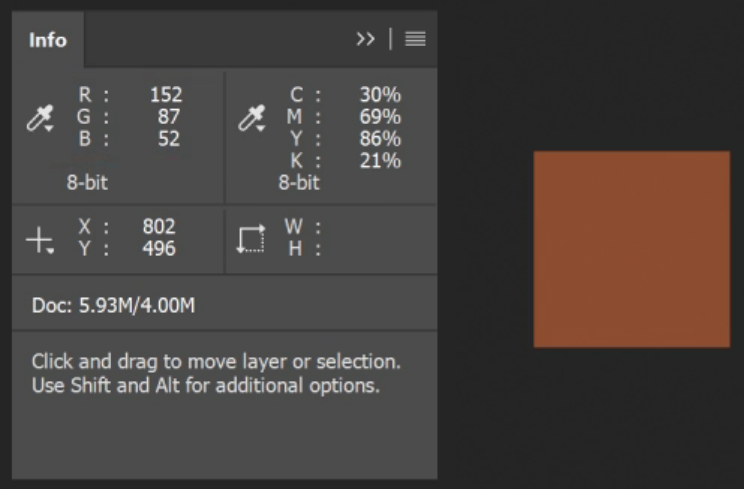 Info
R : 152
G : 87
B : 52
8-bit
C : 30%
M : 69%
Y : 86%
K : 21%
8-bit
X : 802
Y : 496
W :
H :
Doc: 5.93M/4.00M
Click and drag to move layer or selection.
Use Shift and Alt for additional options.